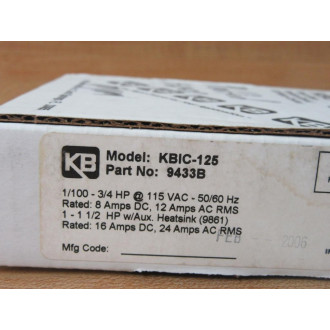 KB
Model: KBIC-125
Part No: 9433B
1/100 - 3/4 HP @ 115 VAC - 50/60 Hz
Rated: 8 Amps DC, 12 Amps AC RMS
1 - 1 1/2 HP w/Aux. Heatsink (9861)
Rated: 16 Amps DC, 24 Amps AC RMS
FEB 2006
Mfg Code: